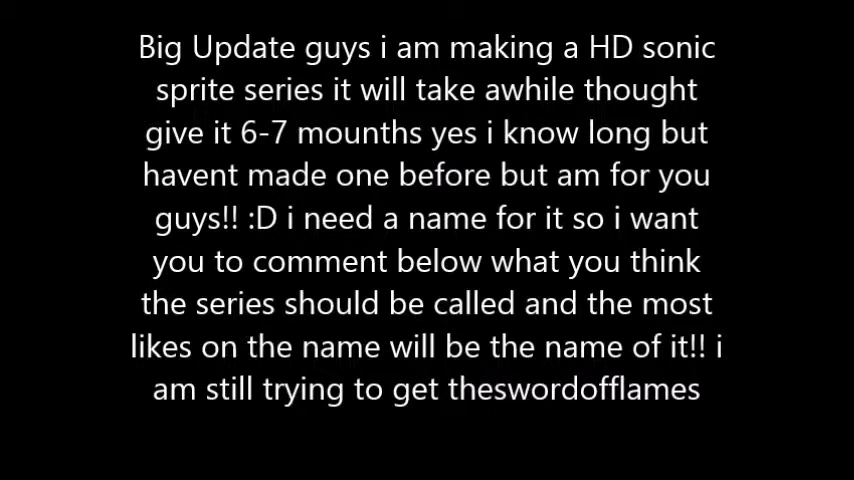 Big Update guys i am making a HD sonic
sprite series it will take awhile thought
give it 6-7 mounths yes i know long but
havent made one before but am for you
guys!! :D i need a name for it so i want
you to comment below what you think
the series should be called and the most
likes on the name will be the name of it!! i
am still trying to get theswordofflames